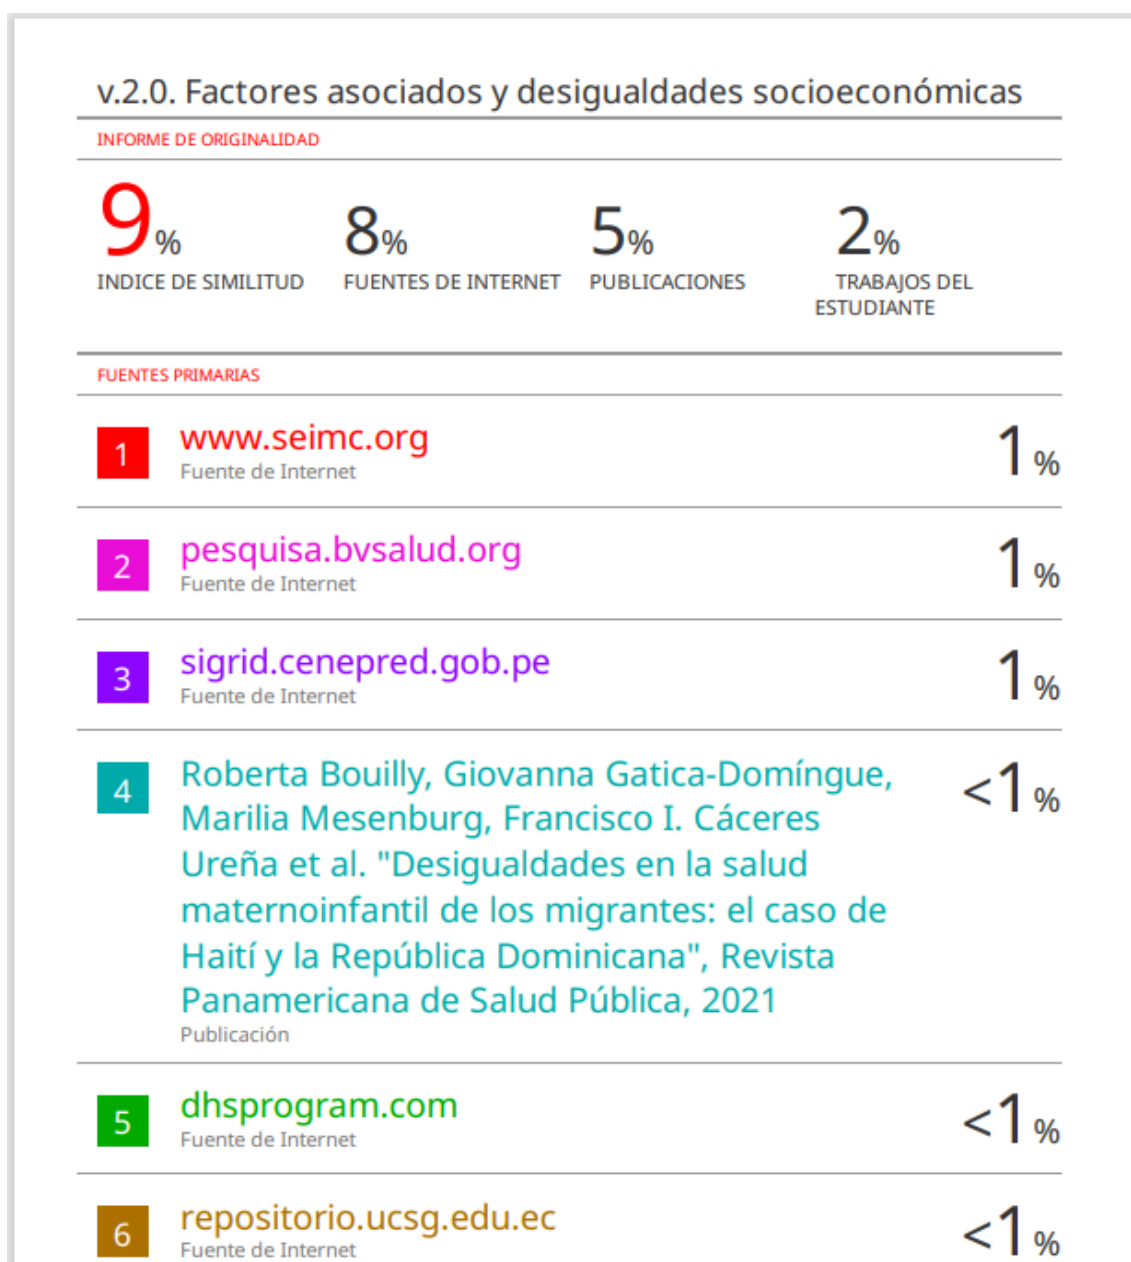 v.2.0. Factores asociados y desigualdades socioeconómicas
INFORME DE ORIGINALIDAD
9%
INDICE DE SIMILITUD
8%
FUENTES DE INTERNET
5%
PUBLICACIONES
2%
TRABAJOS DEL
ESTUDIANTE
FUENTES PRIMARIAS
1
www.seimc.org
Fuente de Internet
1%
2
pesquisa.bvsalud.org
Fuente de Internet
1%
3
sigrid.cenepred.gob.pe
Fuente de Internet
1%
4
Roberta Bouilly, Giovanna Gatica-Domíngue,
Marilia Mesenburg, Francisco I. Cáceres
Ureña et al. "Desigualdades en la salud
maternoinfantil de los migrantes: el caso de
Haití y la República Dominicana", Revista
Panamericana de Salud Pública, 2021
Publicación
<1%
5
dhsprogram.com
Fuente de Internet
<1%
6
repositorio.ucsg.edu.ec
Fuente de Internet
<1%